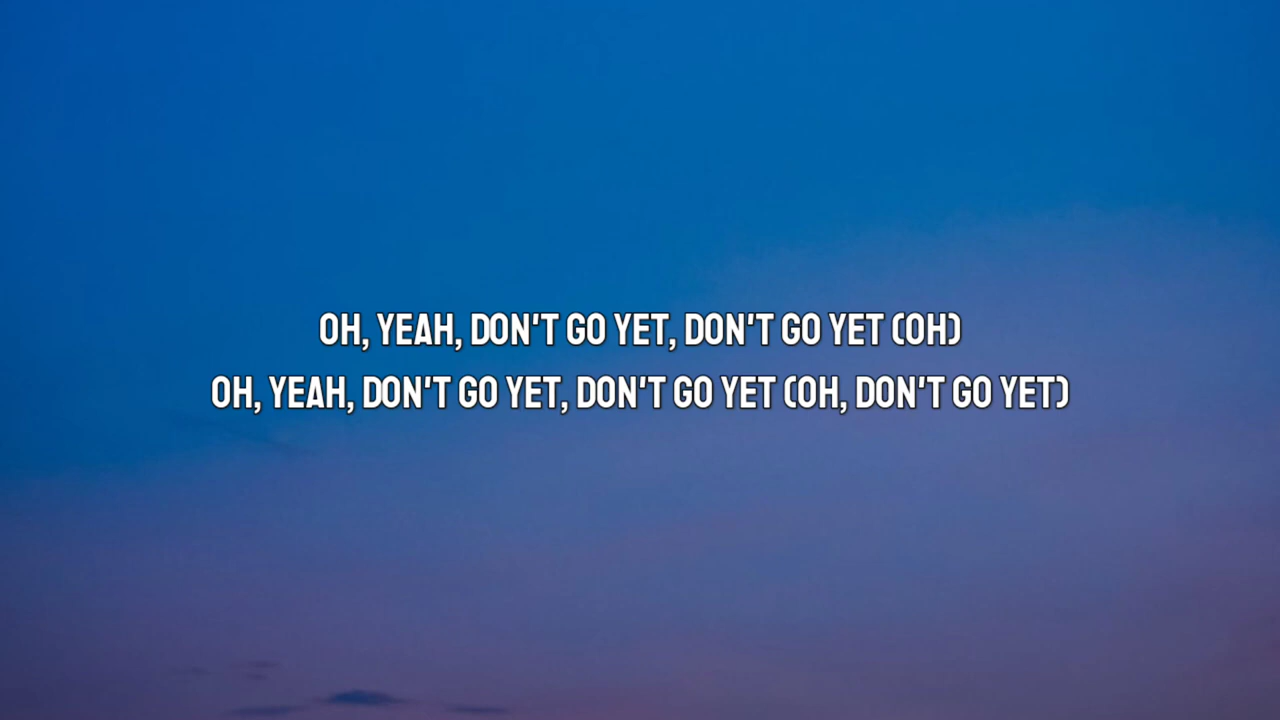 OH, YEAH, DON'T GO YET, DON'T GO YET (OH)
OH, YEAH, DON'T GO YET, DON'T GO YET (OH, DON'T GO YET)